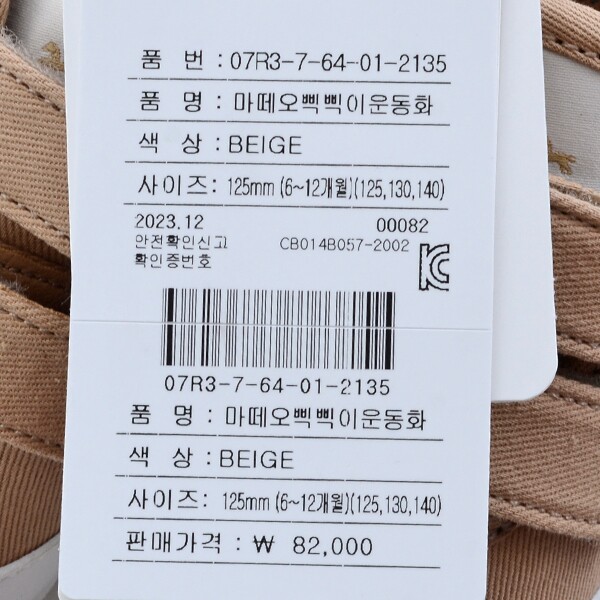 품 번 : 07R3-7-64-01-2135
품 명 : 마떼오삑삑이운동화
색 상 : BEIGE
사이즈: 125mm (6~12개월)(125,130,140)
2023.12 00082
안전확인신고 CB014B057-2002
확인증번호
07R3-7-64-01-2135
품 명 : 마떼오삑삑이운동화
색 상 : BEIGE
사이즈: 125mm (6~12개월)(125,130,140)
판매가격 : ₩ 82,000